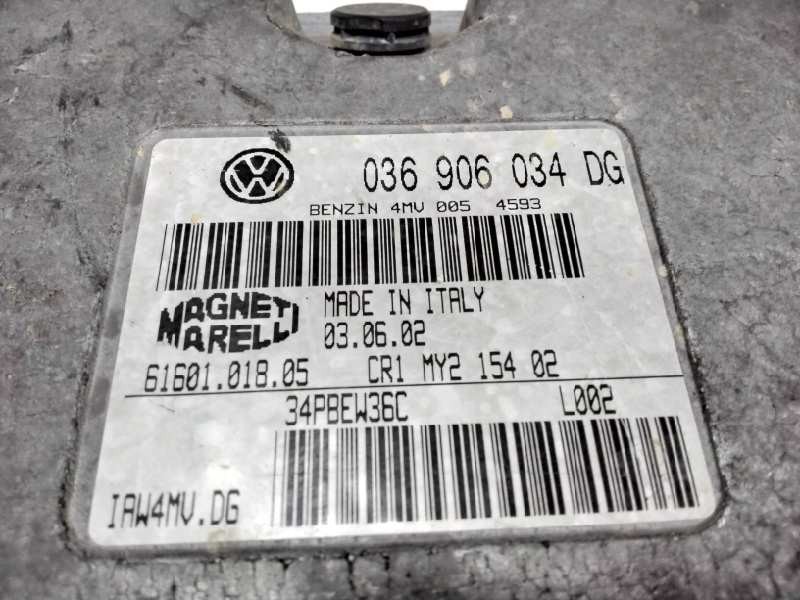 036 906 034 DG
BENZIN 4MV 005 4593
MAGNETI
MARELLI
MADE IN ITALY
03.06.02
61601.018.05 CR1 MY2 154 02
34PBEW36C L002
IAW4MV.DG